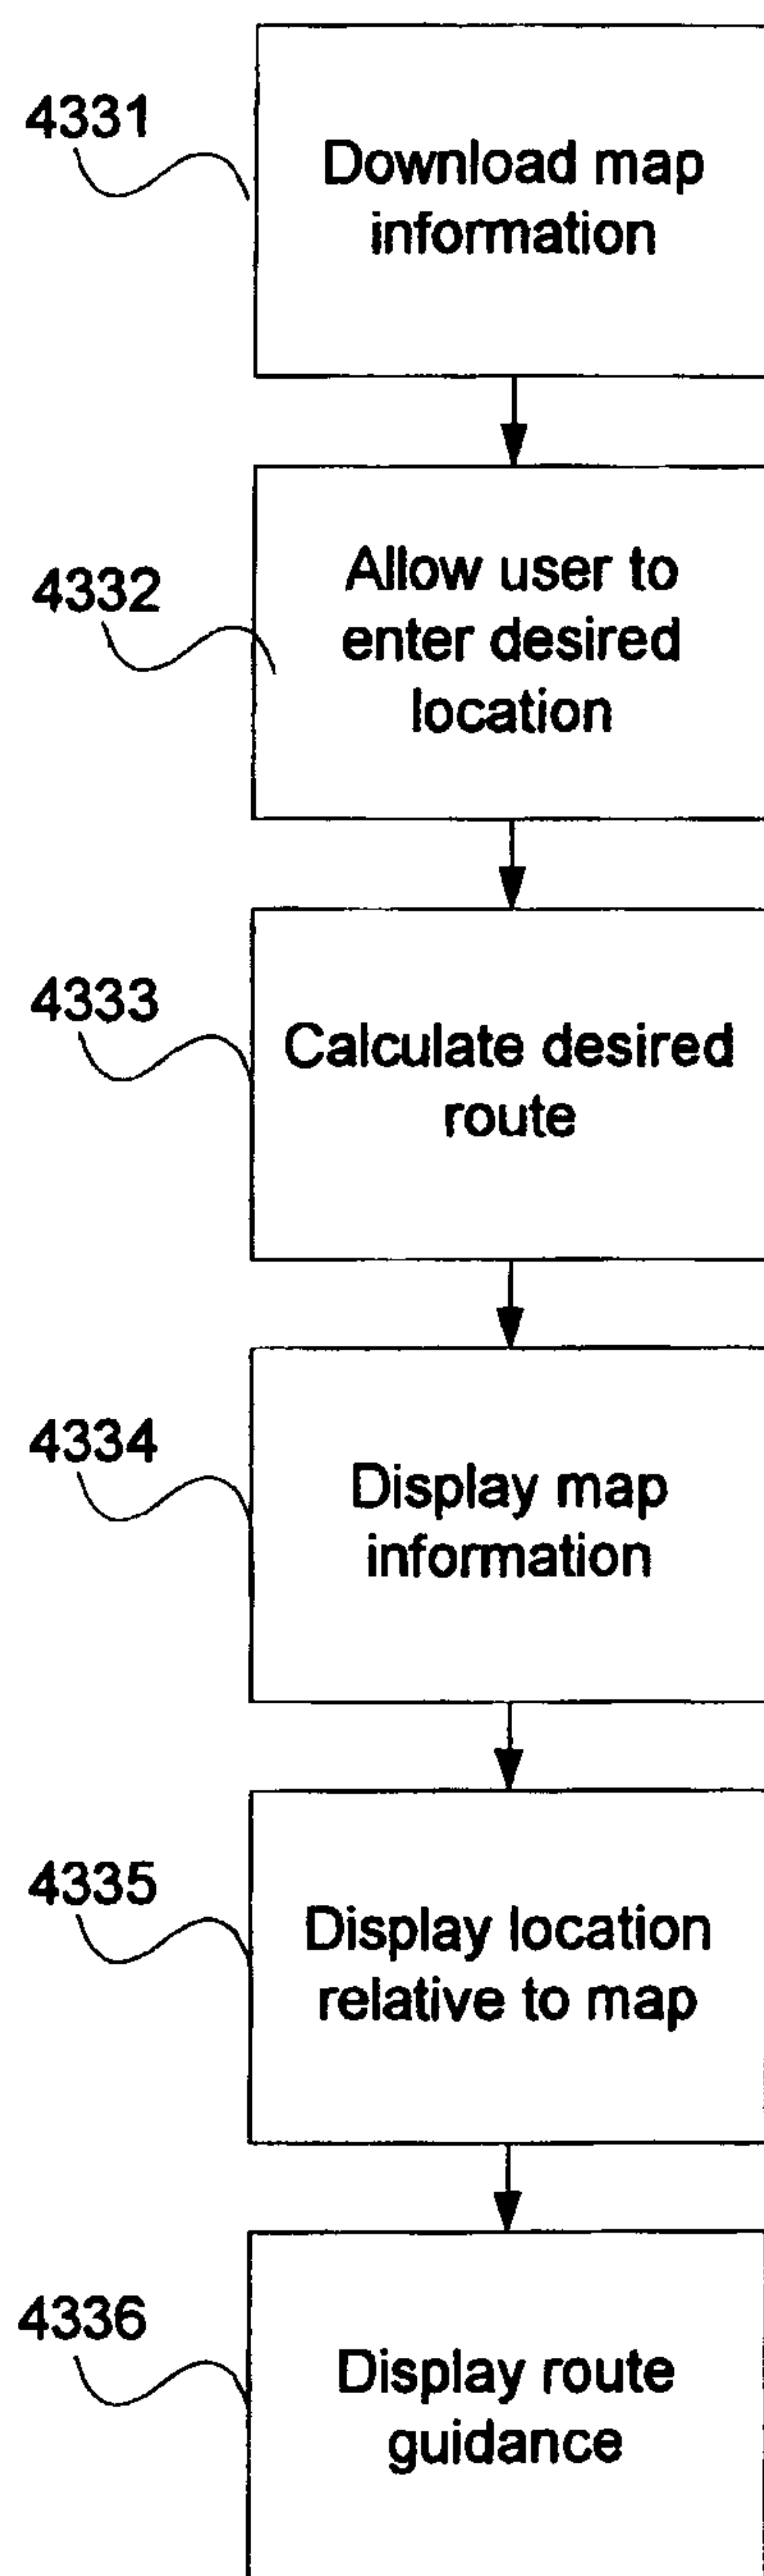 4331
Download map
information
4332
Allow user to
enter desired
location
4333
Calculate desired
route
4334
Display map
information
4335
Display location
relative to map
4336
Display route
guidance